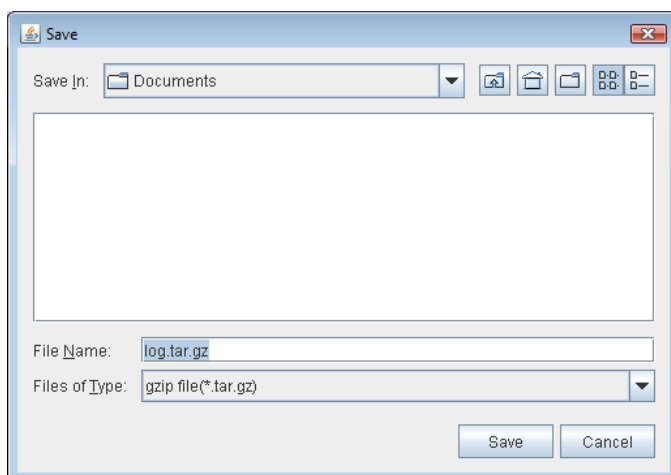 Save
Save In: Documents
File Name: log.tar.gz
Files of Type: gzip file(*.tar.gz)
Save Cancel